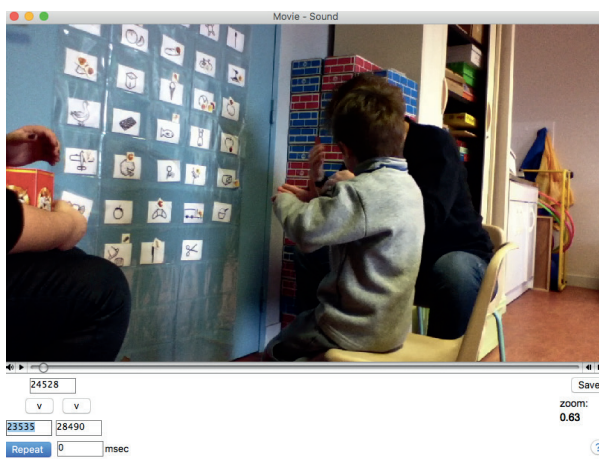 Movie - Sound
24528
Save
v v
zoom:
0.63
23535 28490
Repeat 0 msec
?